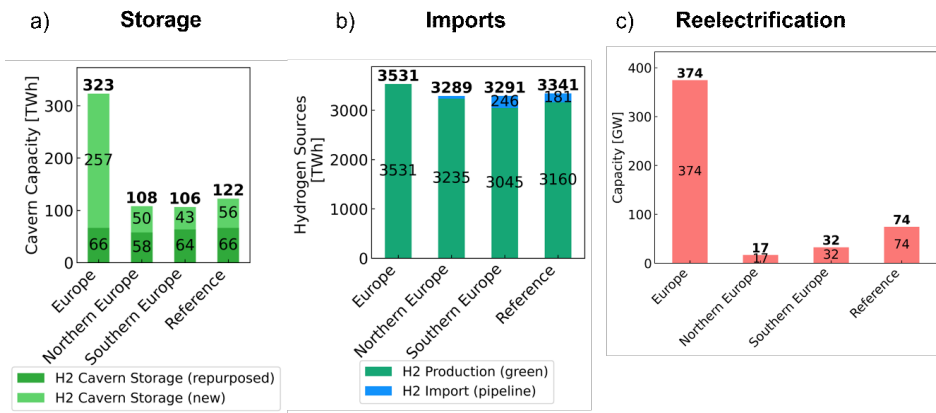 a) Storage
Cavern Capacity [TWh]
300
200
100
0
323
257
66
108
50
58
106
43
64
122
56
66
Europe
Northern Europe
Southern Europe
Reference
H2 Cavern Storage (repurposed)
H2 Cavern Storage (new)
b) Imports
Hydrogen Sources
[TWh]
3000
2000
1000
0
3531
3531
3289
3235
3291
246
3045
3341
181
3160
Europe
Northern Europe
Southern Europe
Reference
H2 Production (green)
H2 Import (pipeline)
c) Reelectrification
Capacity [GW]
400
300
200
100
0
374
374
17
17
32
32
74
74
Europe
Northern Europe
Southern Europe
Reference